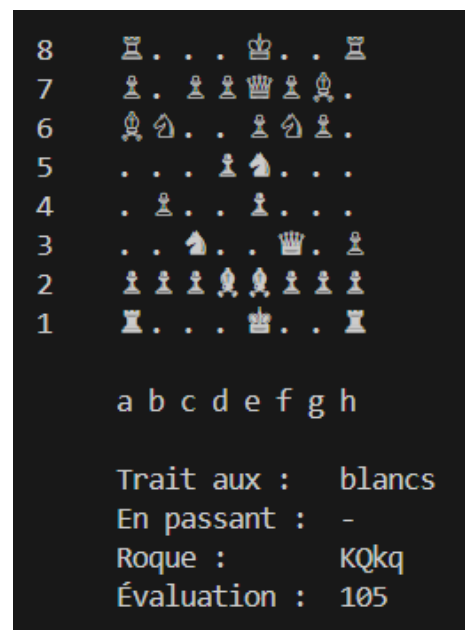 8 ♖ . . . ♔ . . ♖
7 ♙ . ♙ ♙ ♕ ♙ ♗ .
6 ♗ ♘ . . ♙ ♘ ♙ .
5 . . . ♟ ♞ . . .
4 . ♙ . . ♟ . . .
3 . . ♞ . . ♛ . ♙
2 ♟ ♟ ♟ ♝ ♝ ♟ ♟ ♟
1 ♜ . . . ♚ . . ♜
a b c d e f g h
Trait aux : blancs
En passant : -
Roque : KQkq
Évaluation : 105